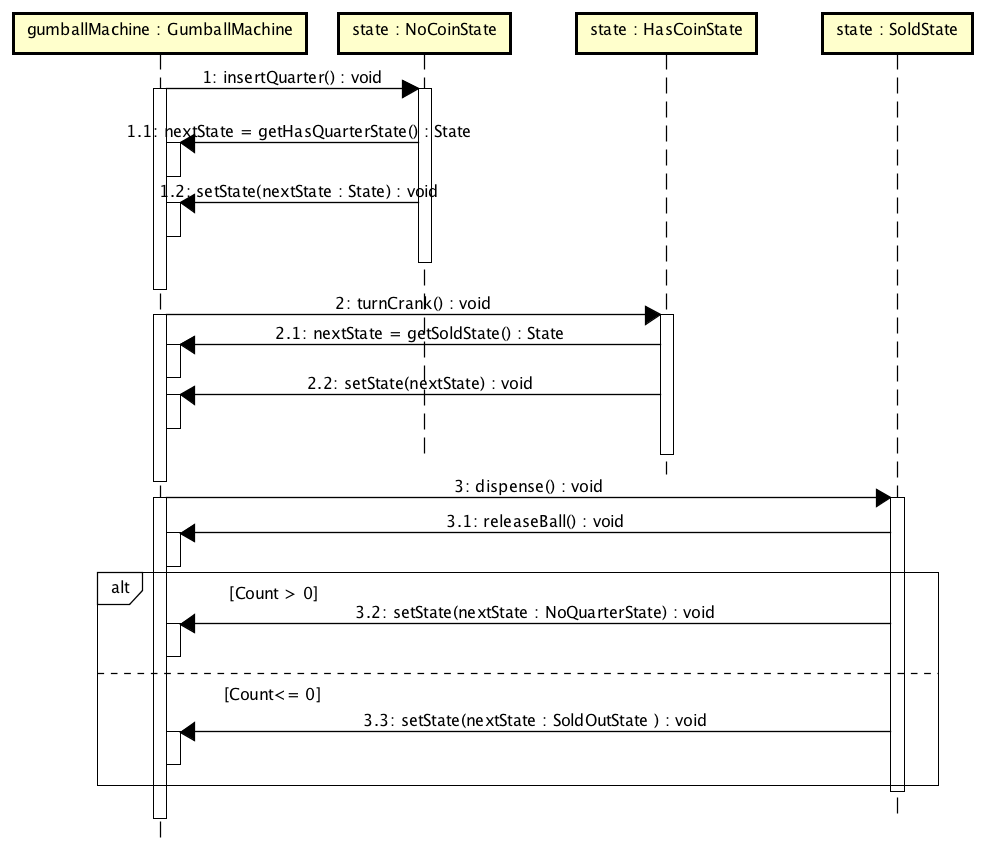 gumballMachine : GumballMachine
state : NoCoinState
state : HasCoinState
state : SoldState
1: insertQuarter() : void
1.1: nextState = getHasQuarterState() : State
1.2: setState(nextState : State) : void
2: turnCrank() : void
2.1: nextState = getSoldState() : State
2.2: setState(nextState) : void
3: dispense() : void
3.1: releaseBall() : void
alt
[Count > 0]
3.2: setState(nextState : NoQuarterState) : void
[Count<= 0]
3.3: setState(nextState : SoldOutState ) : void